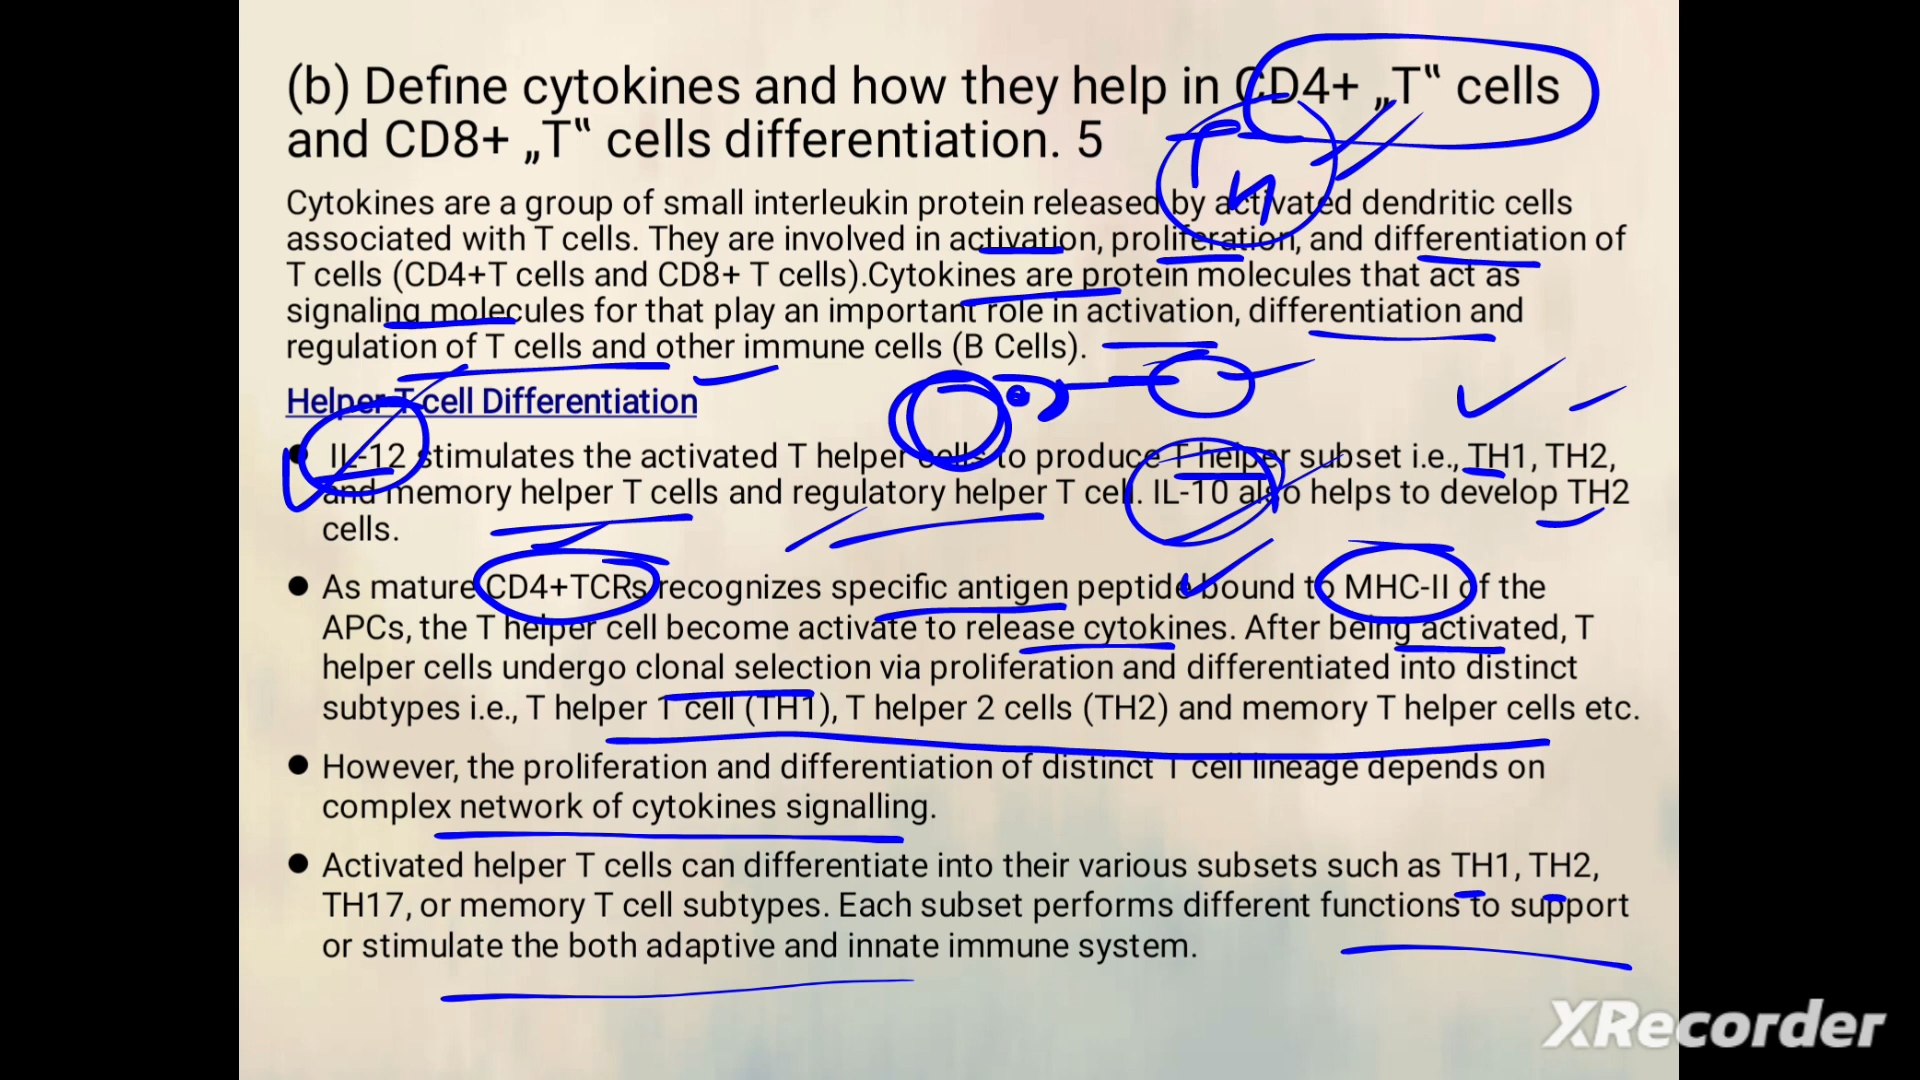 (b) Define cytokines and how they help in CD4+ „T‟ cells
and CD8+ „T‟ cells differentiation. 5
Cytokines are a group of small interleukin protein released by activated dendritic cells
associated with T cells. They are involved in activation, proliferation, and differentiation of
T cells (CD4+T cells and CD8+ T cells).Cytokines are protein molecules that act as
signaling molecules for that play an important role in activation, differentiation and
regulation of T cells and other immune cells (B Cells).
Helper T cell Differentiation
● IL-12 stimulates the activated T helper cells to produce T helper subset i.e., TH1, TH2,
and memory helper T cells and regulatory helper T cell. IL-10 also helps to develop TH2
cells.
● As mature CD4+TCRs recognizes specific antigen peptide bound to MHC-II of the
APCs, the T helper cell become activate to release cytokines. After being activated, T
helper cells undergo clonal selection via proliferation and differentiated into distinct
subtypes i.e., T helper 1 cell (TH1), T helper 2 cells (TH2) and memory T helper cells etc.
● However, the proliferation and differentiation of distinct T cell lineage depends on
complex network of cytokines signalling.
● Activated helper T cells can differentiate into their various subsets such as TH1, TH2,
TH17, or memory T cell subtypes. Each subset performs different functions to support
or stimulate the both adaptive and innate immune system.
XRecorder